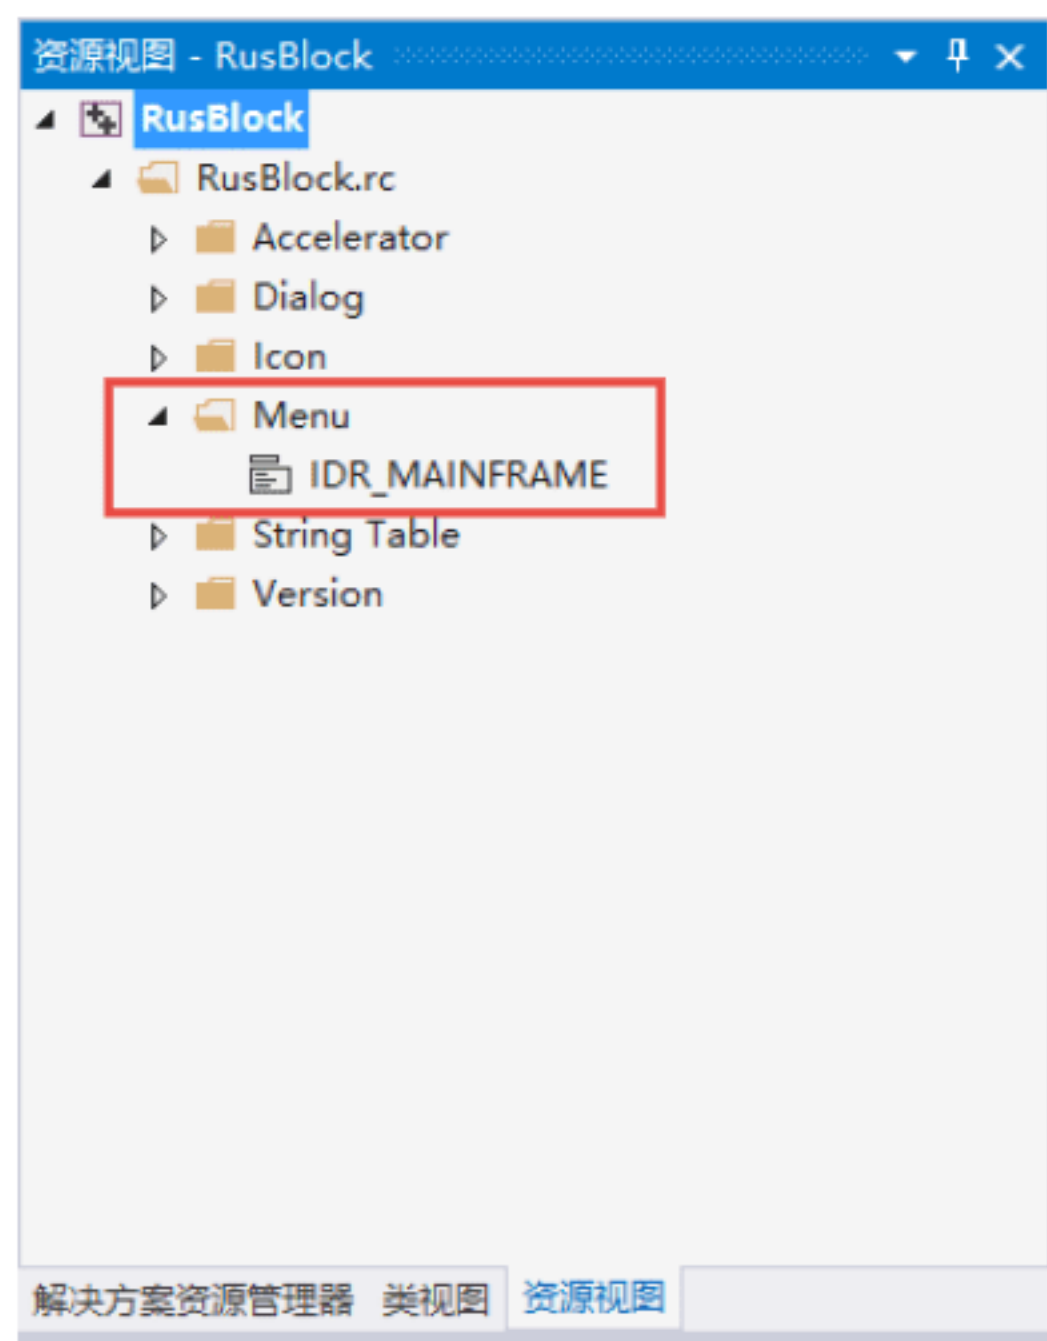 资源视图 - RusBlock
RusBlock
RusBlock.rc
Accelerator
Dialog
Icon
Menu
IDR_MAINFRAME
String Table
Version
解决方案资源管理器 类视图 资源视图